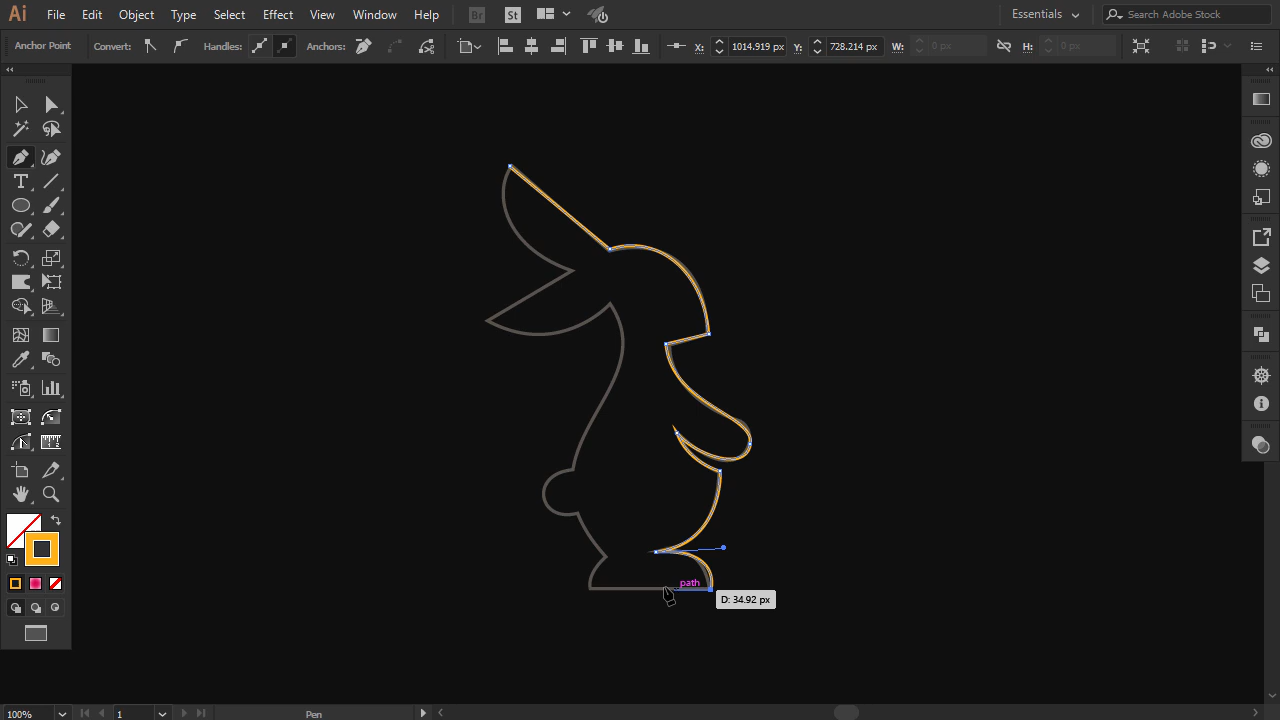 Ai File Edit Object Type Select Effect View Window Help Br St Essentials Search Adobe Stock
Anchor Point Convert: Handles: Anchors: X: 1014.919 px Y: 728.214 px W: 0 px H: 0 px
path
D: 34.92 px
100% 1 Pen